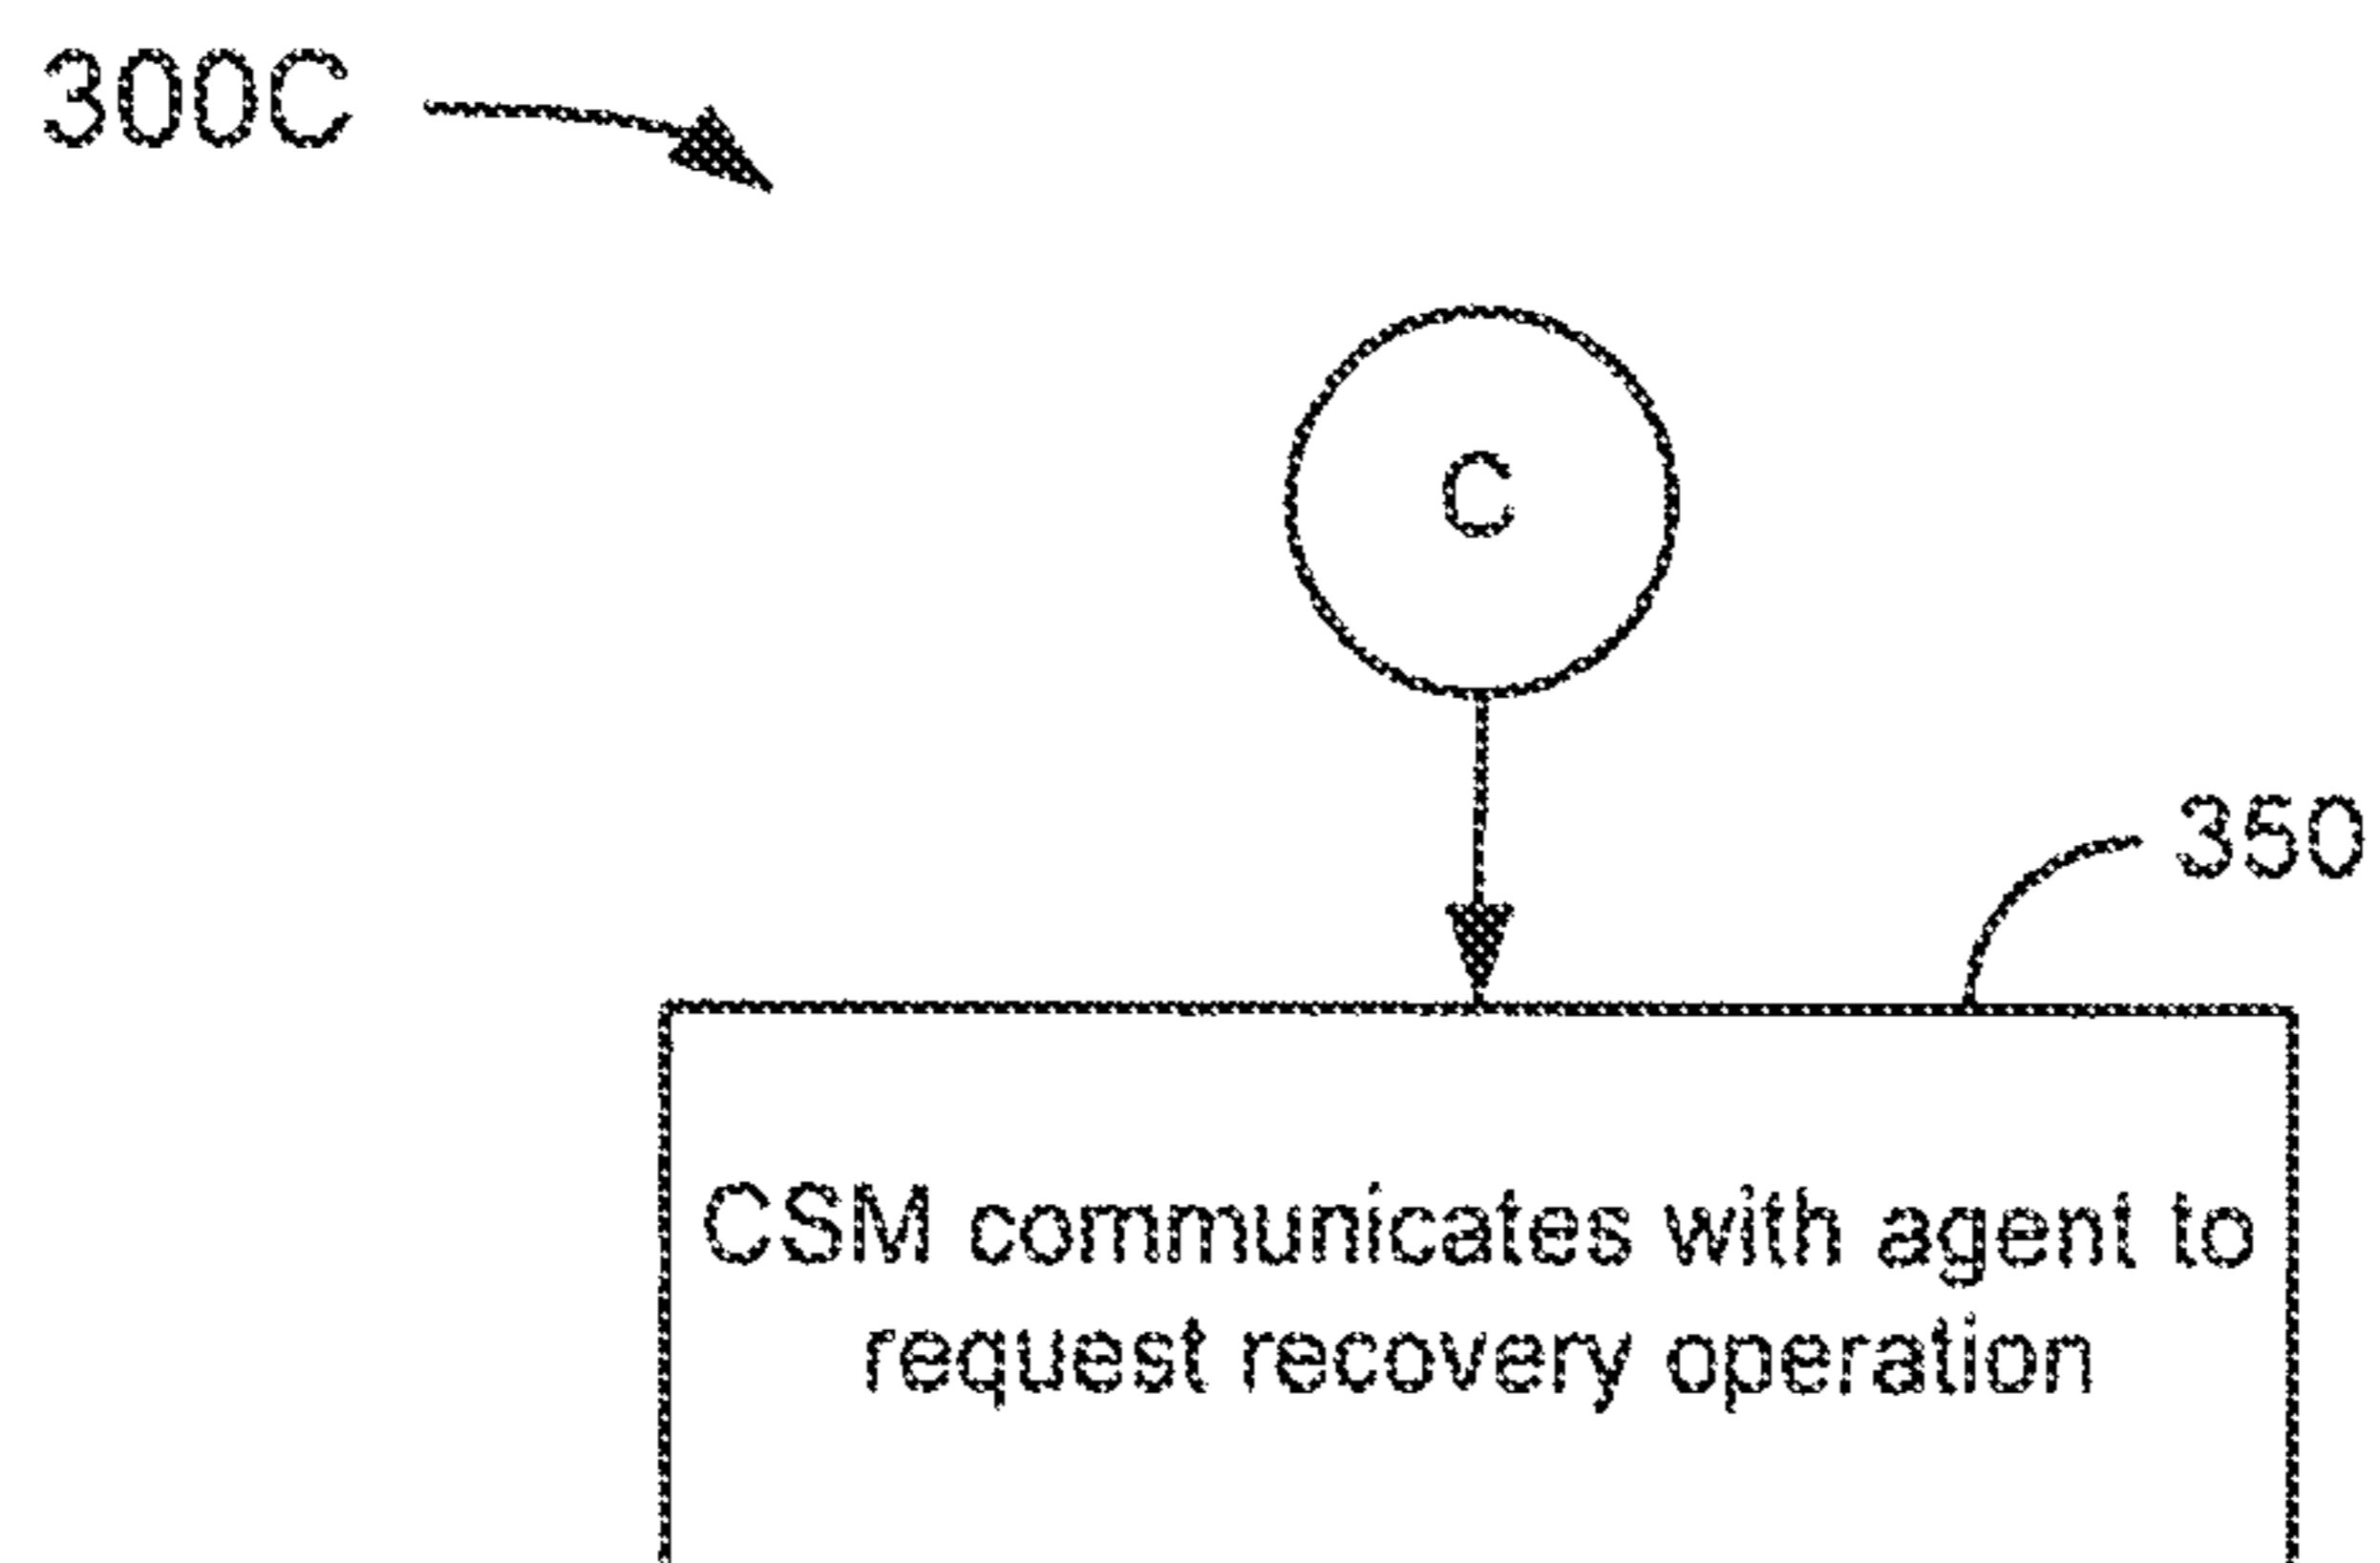 300C
C
350
CSM communicates with agent to
request recovery operation